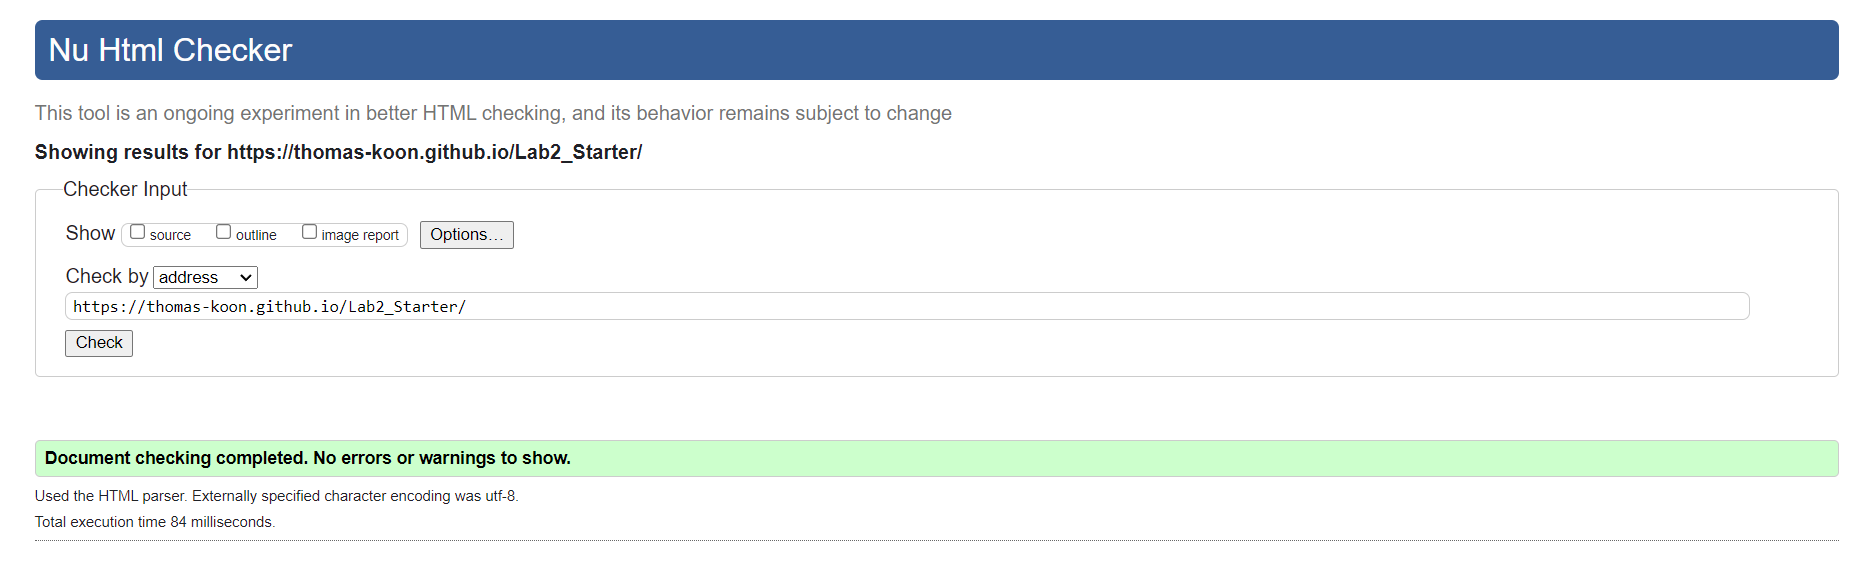 Nu Html Checker
This tool is an ongoing experiment in better HTML checking, and its behavior remains subject to change
Showing results for https://thomas-koon.github.io/Lab2_Starter/
Checker Input
Show source outline image report Options…
Check by address
https://thomas-koon.github.io/Lab2_Starter/
Check
Document checking completed. No errors or warnings to show.
Used the HTML parser. Externally specified character encoding was utf-8.
Total execution time 84 milliseconds.